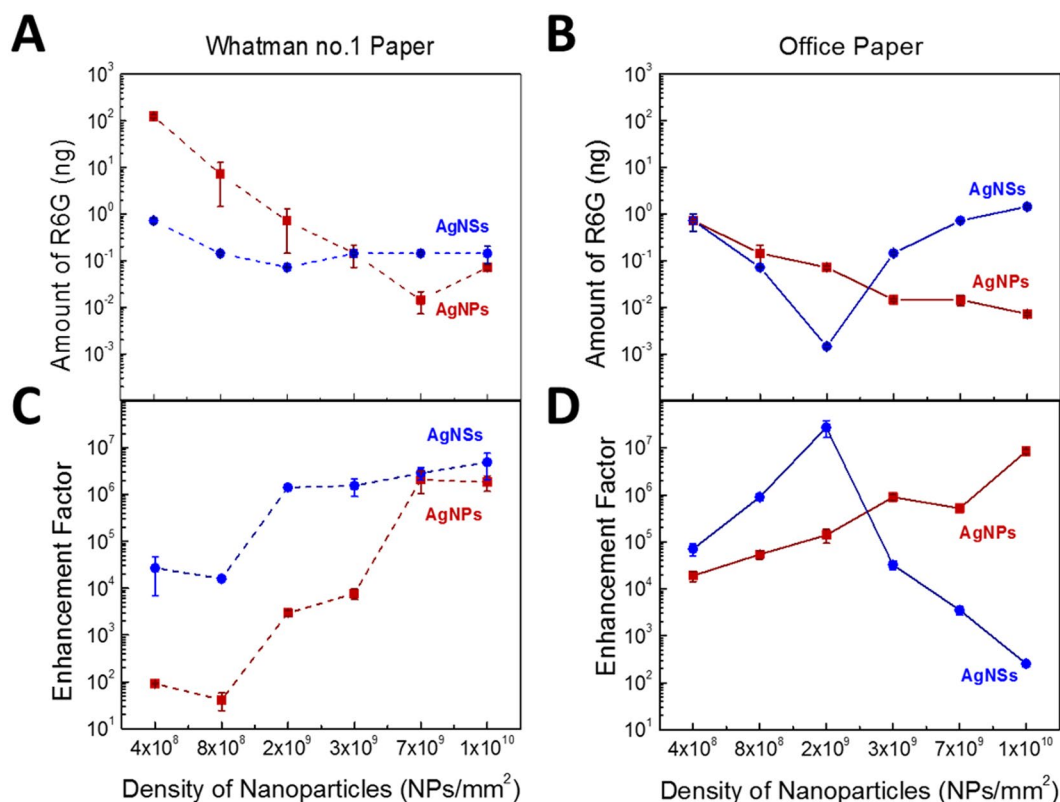 A
Whatman no.1 Paper
B
Office Paper
Amount of R6G (ng)
10³
10²
10¹
10⁰
10⁻¹
10⁻²
10⁻³
AgNSs
AgNPs
Amount of R6G (ng)
10³
10²
10¹
10⁰
10⁻¹
10⁻²
10⁻³
AgNSs
AgNPs
C
Enhancement Factor
10⁷
10⁶
10⁵
10⁴
10³
10²
10¹
AgNSs
AgNPs
4x10⁸ 8x10⁸ 2x10⁹ 3x10⁹ 7x10⁹ 1x10¹⁰
Density of Nanoparticles (NPs/mm²)
D
Enhancement Factor
10⁷
10⁶
10⁵
10⁴
10³
10²
10¹
AgNPs
AgNSs
4x10⁸ 8x10⁸ 2x10⁹ 3x10⁹ 7x10⁹ 1x10¹⁰
Density of Nanoparticles (NPs/mm²)